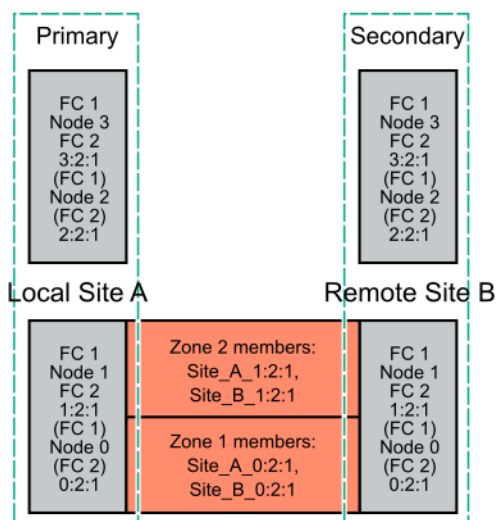 Primary
Secondary
FC 1
Node 3
FC 2
3:2:1
(FC 1)
Node 2
(FC 2)
2:2:1
FC 1
Node 3
FC 2
3:2:1
(FC 1)
Node 2
(FC 2)
2:2:1
Local Site A
Remote Site B
FC 1
Node 1
FC 2
1:2:1
(FC 1)
Node 0
(FC 2)
0:2:1
Zone 2 members:
Site_A_1:2:1,
Site_B_1:2:1
Zone 1 members:
Site_A_0:2:1,
Site_B_0:2:1
FC 1
Node 1
FC 2
1:2:1
(FC 1)
Node 0
(FC 2)
0:2:1